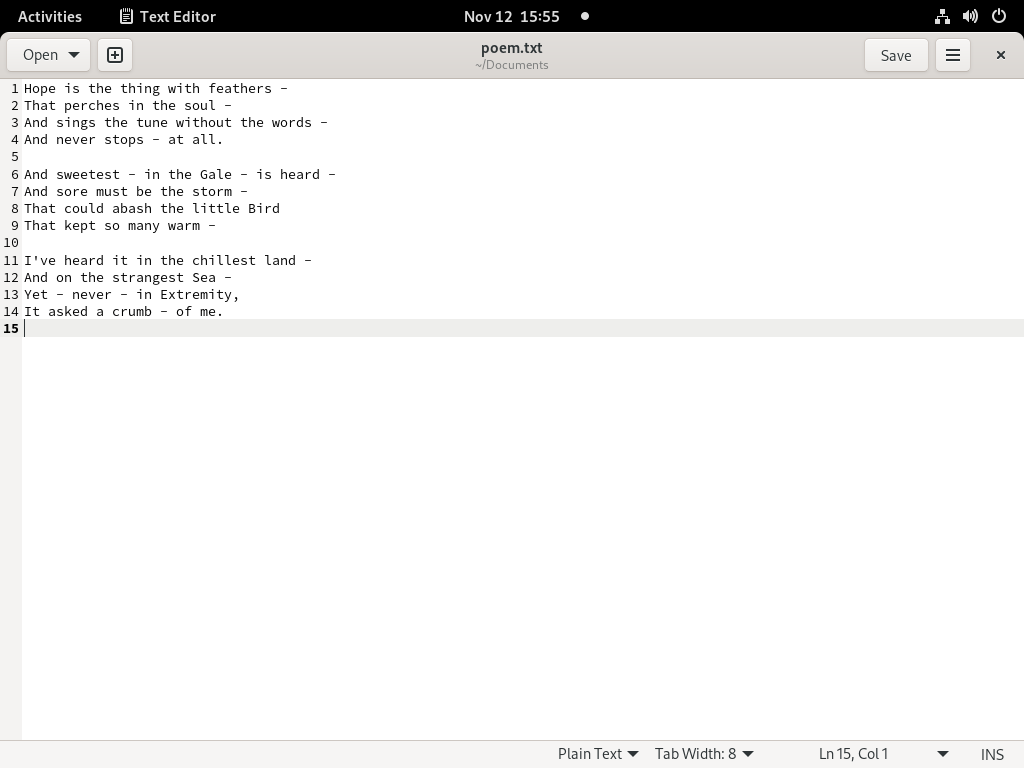 Activities Text Editor Nov 12 15:55
Open poem.txt Save
~/Documents
1 Hope is the thing with feathers –
2 That perches in the soul –
3 And sings the tune without the words –
4 And never stops – at all.
5
6 And sweetest – in the Gale – is heard –
7 And sore must be the storm –
8 That could abash the little Bird
9 That kept so many warm –
10
11 I've heard it in the chillest land –
12 And on the strangest Sea –
13 Yet – never – in Extremity,
14 It asked a crumb – of me.
15
Plain Text Tab Width: 8 Ln 15, Col 1 INS